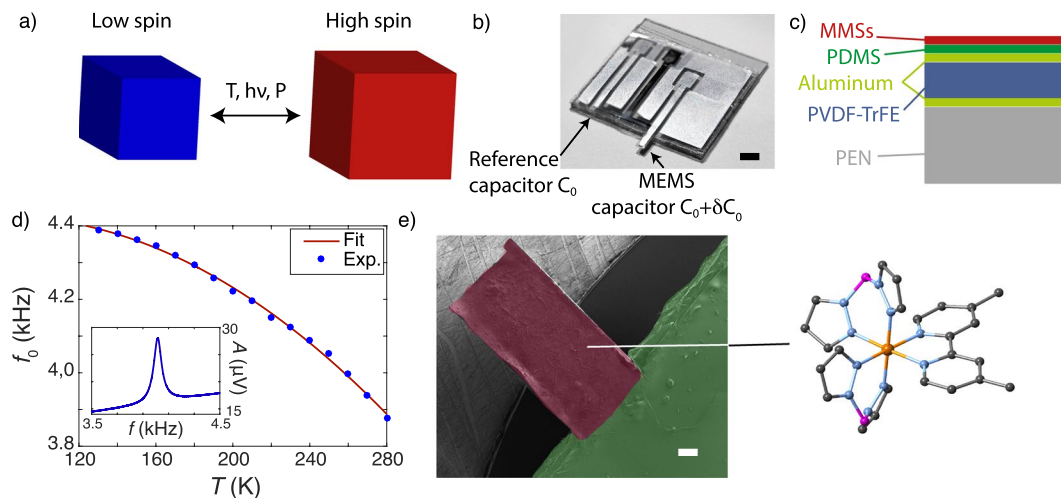 a)
Low spin
High spin
T, hν, P
b)
Reference
capacitor C₀
MEMS
capacitor C₀+δC₀
c)
MMSs
PDMS
Aluminum
PVDF-TrFE
PEN
d)
4.4
4.2
4.0
3.8
f₀ (kHz)
Fit
Exp.
30
15
A (µV)
3.5
4.5
f (kHz)
120
160
200
240
280
T (K)
e)